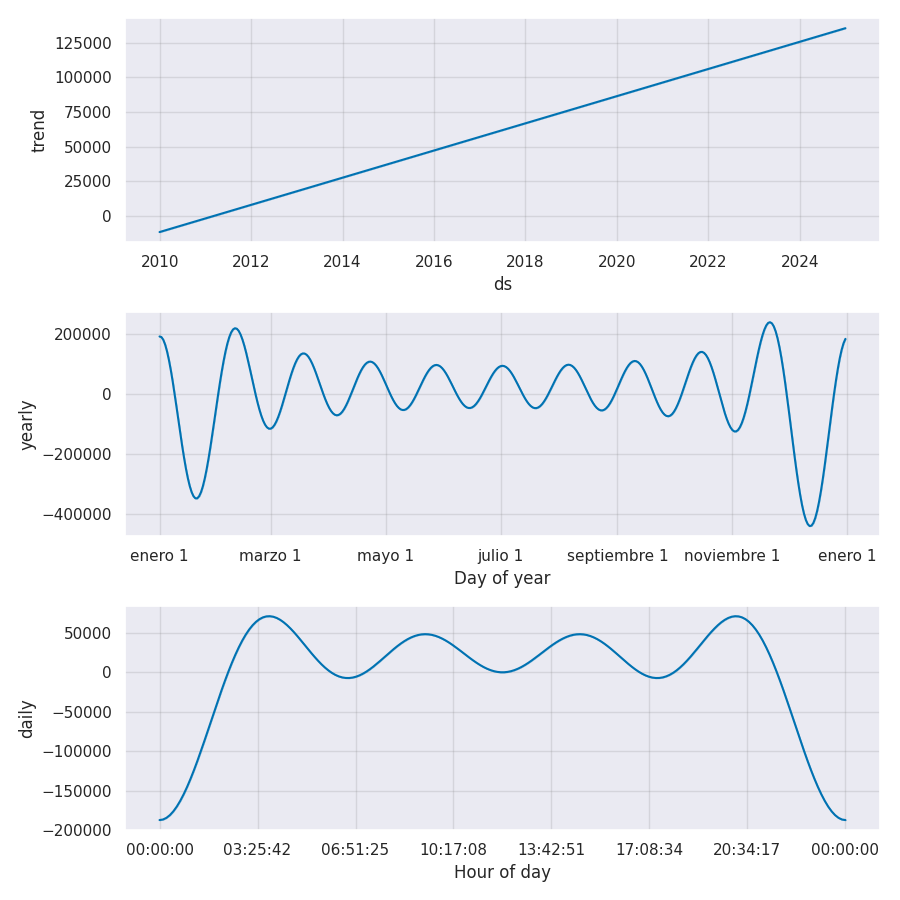 trend
125000
100000
75000
50000
25000
0
2010 2012 2014 2016 2018 2020 2022 2024
ds
yearly
200000
0
−200000
−400000
enero 1 marzo 1 mayo 1 julio 1 septiembre 1 noviembre 1 enero 1
Day of year
daily
50000
0
−50000
−100000
−150000
−200000
00:00:00 03:25:42 06:51:25 10:17:08 13:42:51 17:08:34 20:34:17 00:00:00
Hour of day